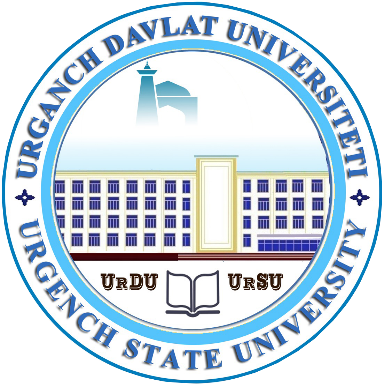 URGANCH DAVLAT UNIVERSITETI
UrDU UrSU
URGENCH STATE UNIVERSITY